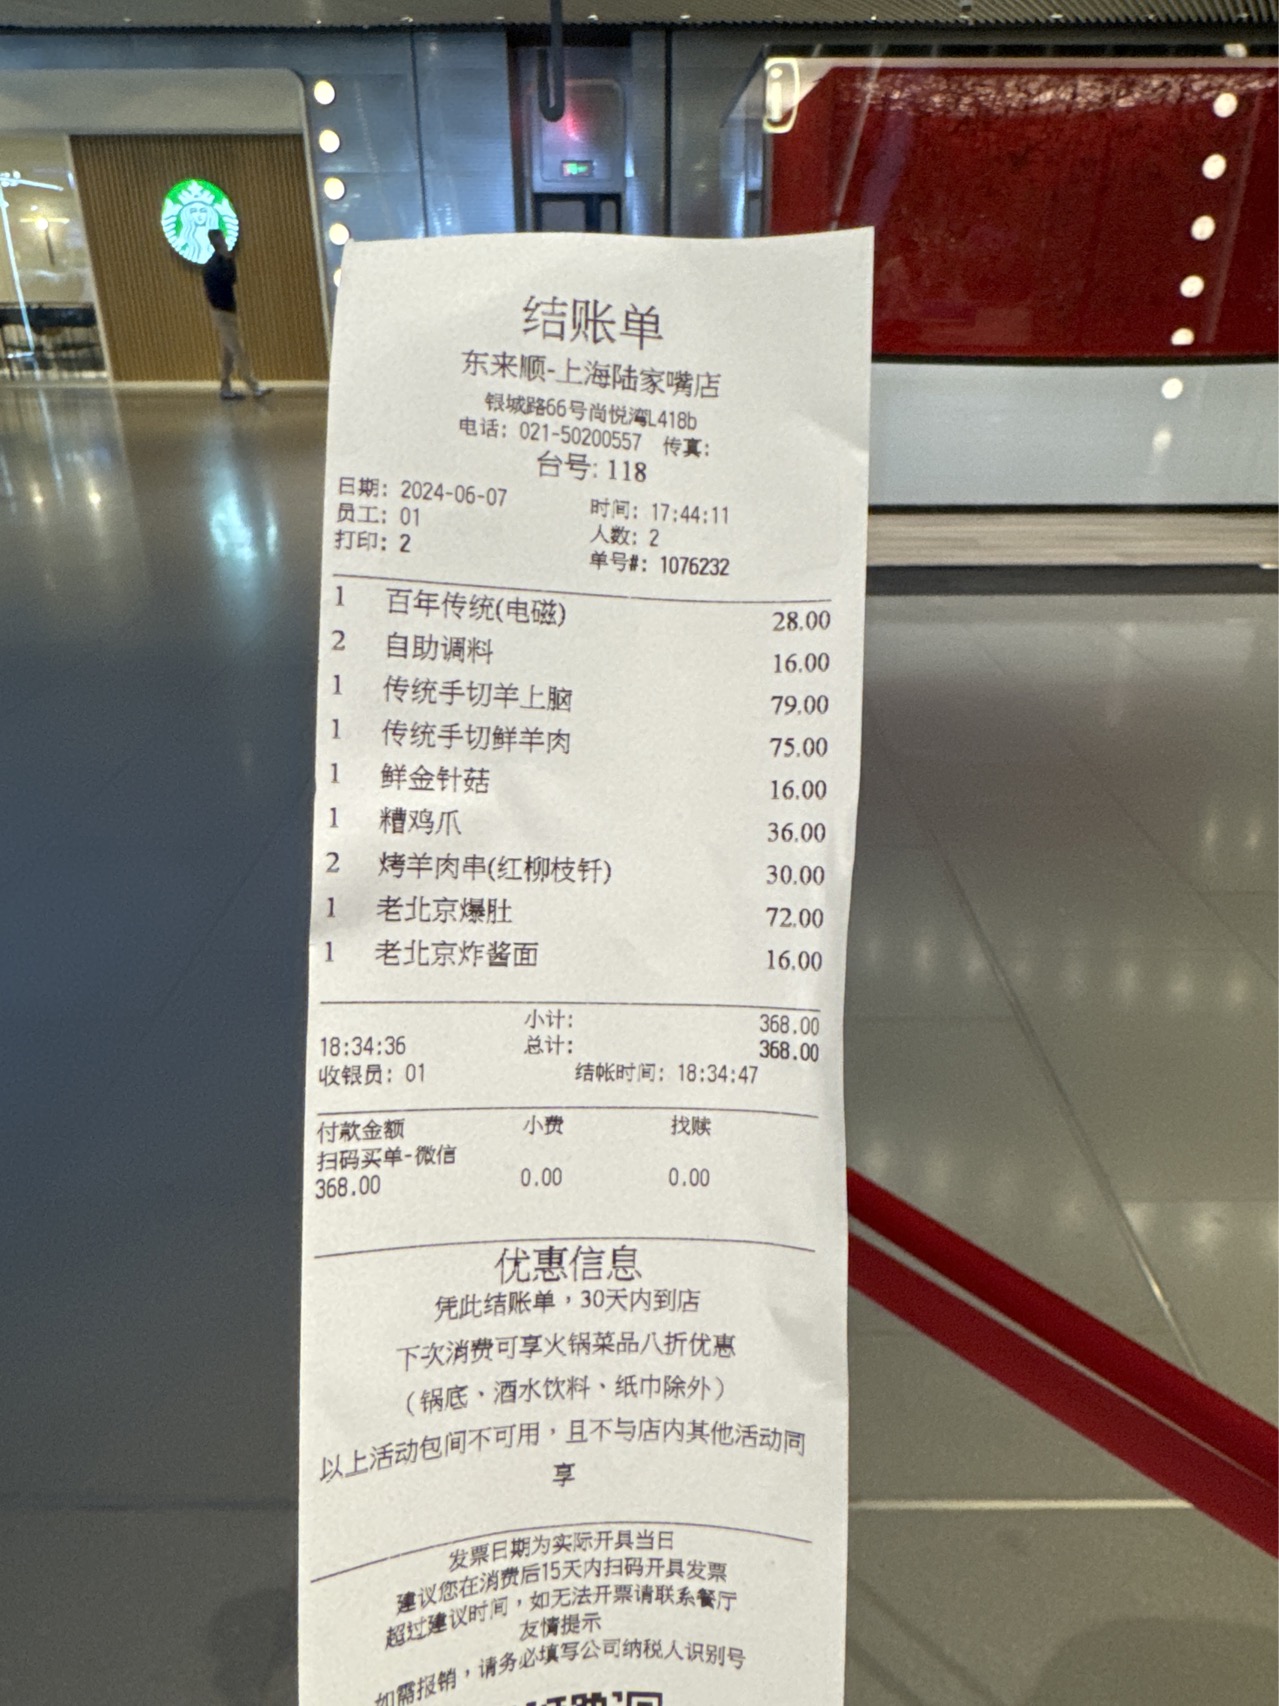 结账单
东来顺-上海陆家嘴店
银城路66号尚悦湾L418b
电话: 021-50200557 传真:
台号: 118
日期: 2024-06-07 时间: 17:44:11
员工: 01 人数: 2
打印: 2 单号#: 1076232
1 百年传统(电磁) 28.00
2 自助调料 16.00
1 传统手切羊上脑 79.00
1 传统手切鲜羊肉 75.00
1 鲜金针菇 16.00
1 糟鸡爪 36.00
2 烤羊肉串(红柳枝钎) 30.00
1 老北京爆肚 72.00
1 老北京炸酱面 16.00
小计: 368.00
18:34:36 总计: 368.00
收银员: 01 结帐时间: 18:34:47
付款金额 小费 找赎
扫码买单-微信
368.00 0.00 0.00
优惠信息
凭此结账单，30天内到店
下次消费可享火锅菜品八折优惠
（锅底、酒水饮料、纸巾除外）
以上活动包间不可用，且不与店内其他活动同
享
发票日期为实际开具当日
建议您在消费后15天内扫码开具发票
超过建议时间，如无法开票请联系餐厅
友情提示
如需报销，请务必填写公司纳税人识别号